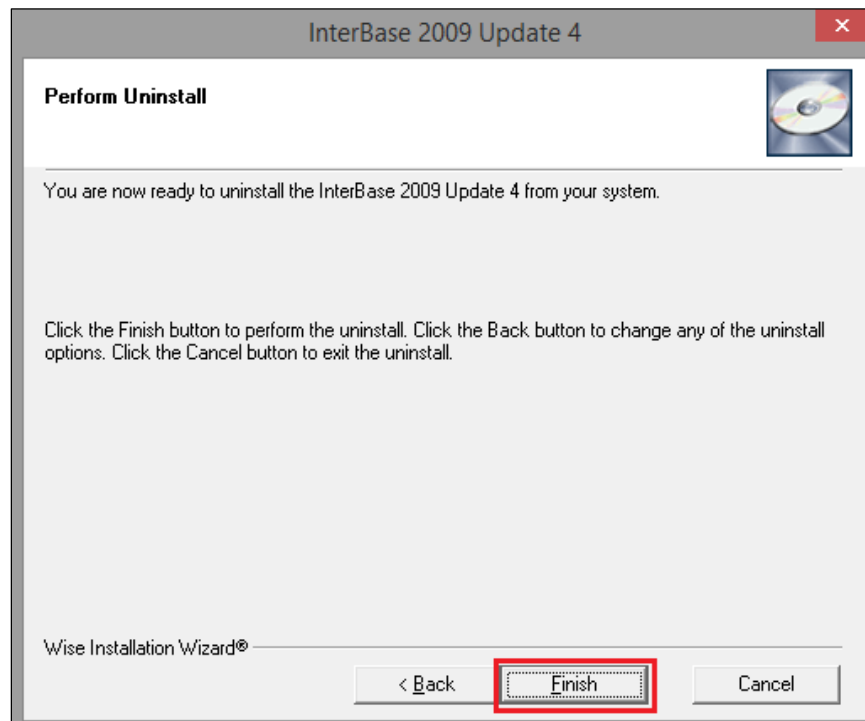 InterBase 2009 Update 4
Perform Uninstall
You are now ready to uninstall the InterBase 2009 Update 4 from your system.
Click the Finish button to perform the uninstall. Click the Back button to change any of the uninstall
options. Click the Cancel button to exit the uninstall.
Wise Installation Wizard®
< Back
Finish
Cancel